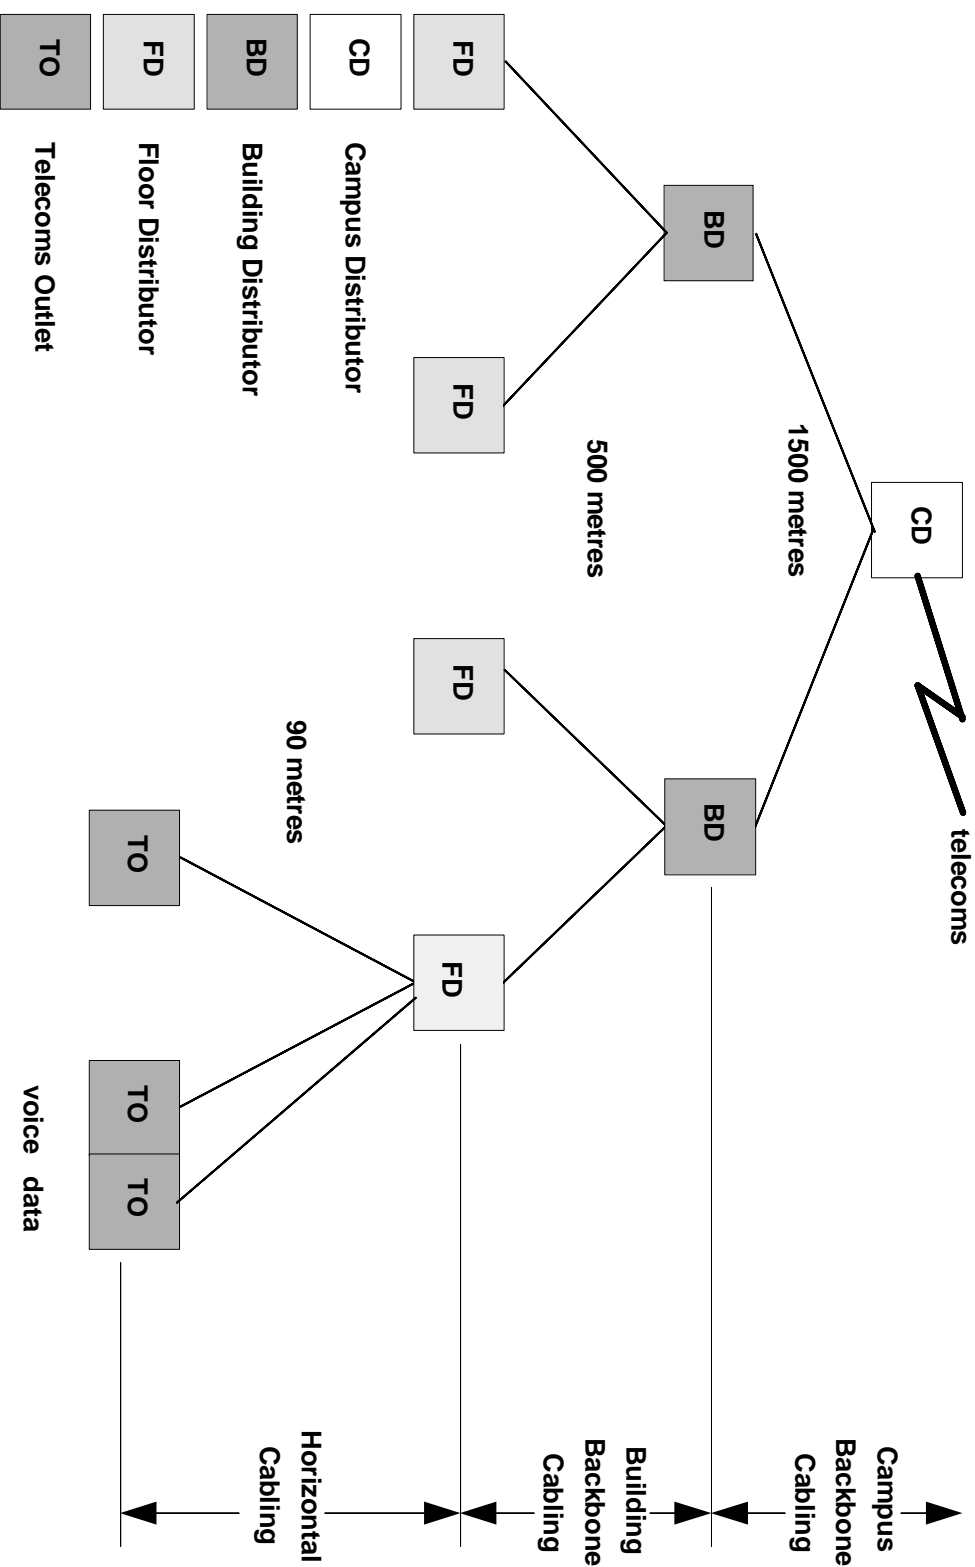 telecoms
CD
Campus
Backbone
Cabling
1500 metres
BD
BD
Building
Backbone
Cabling
500 metres
FD
FD
FD
FD
Horizontal
Cabling
90 metres
TO
TO
TO
voice
data
CD
Campus Distributor
BD
Building Distributor
FD
Floor Distributor
TO
Telecoms Outlet